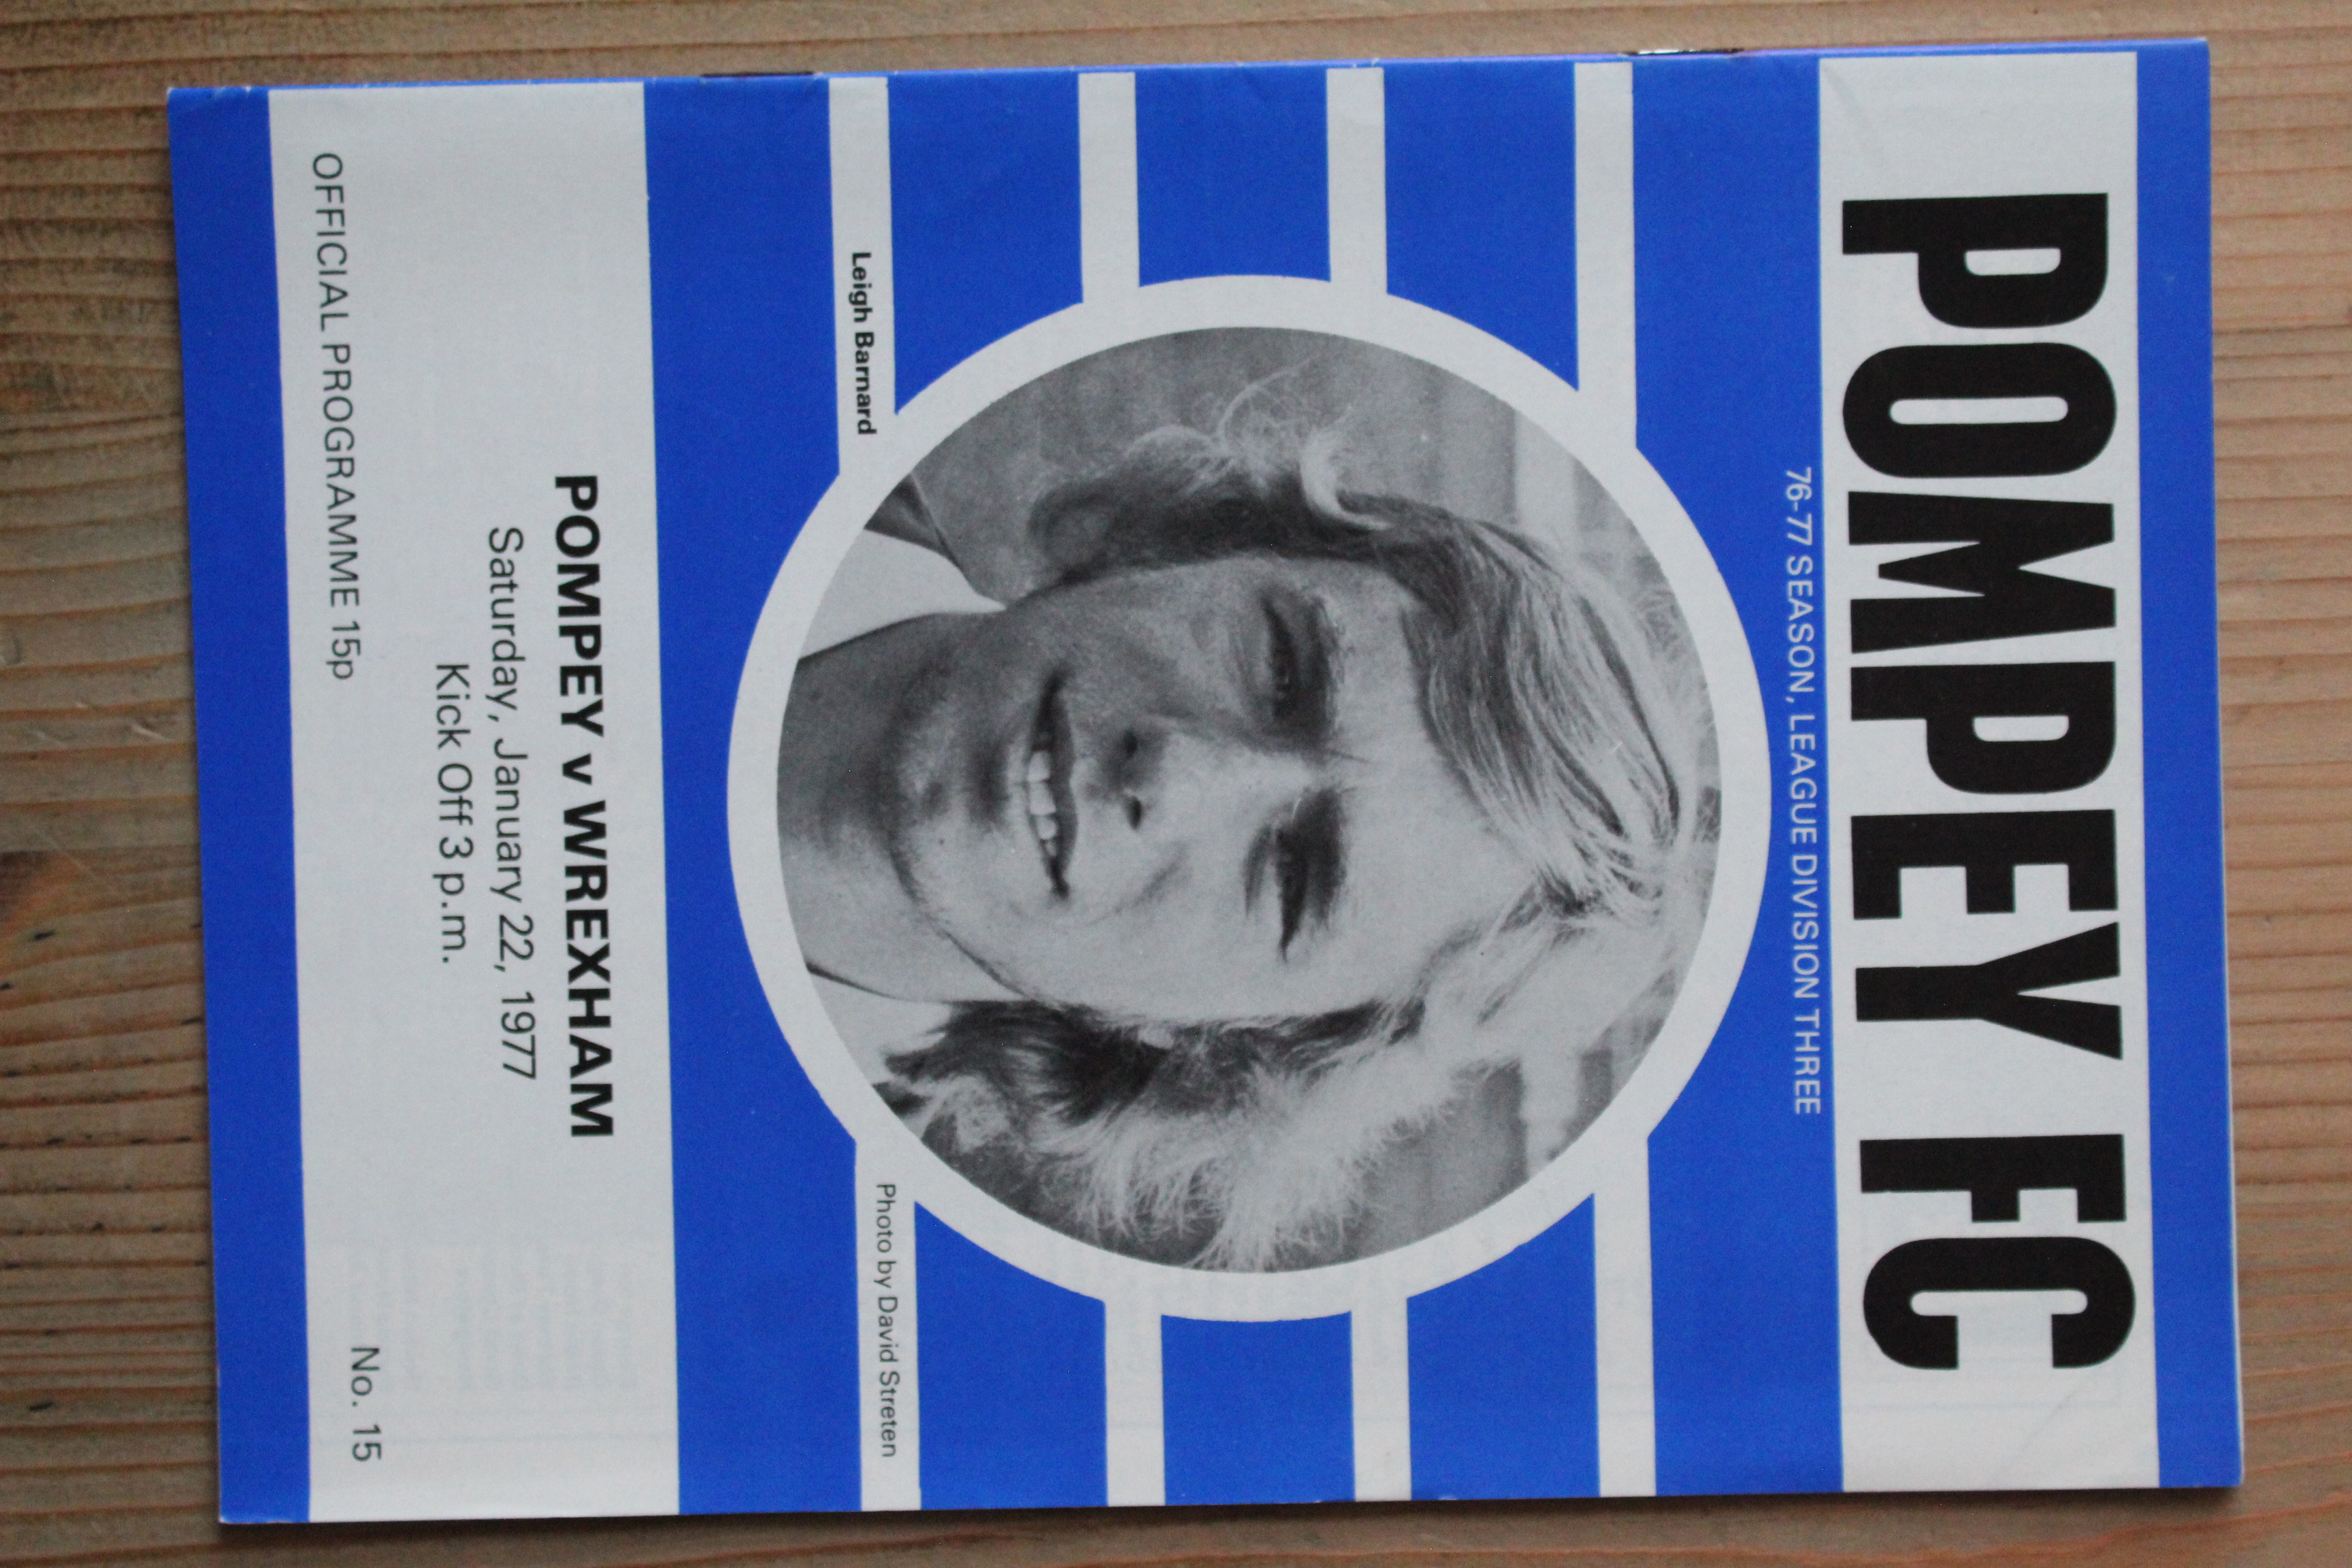 POMPEY FC
76-77 SEASON, LEAGUE DIVISION THREE
Leigh Barnard
Photo by David Streten
POMPEY v WREXHAM
Saturday, January 22, 1977
Kick Off 3 p.m.
OFFICIAL PROGRAMME 15p
No. 15